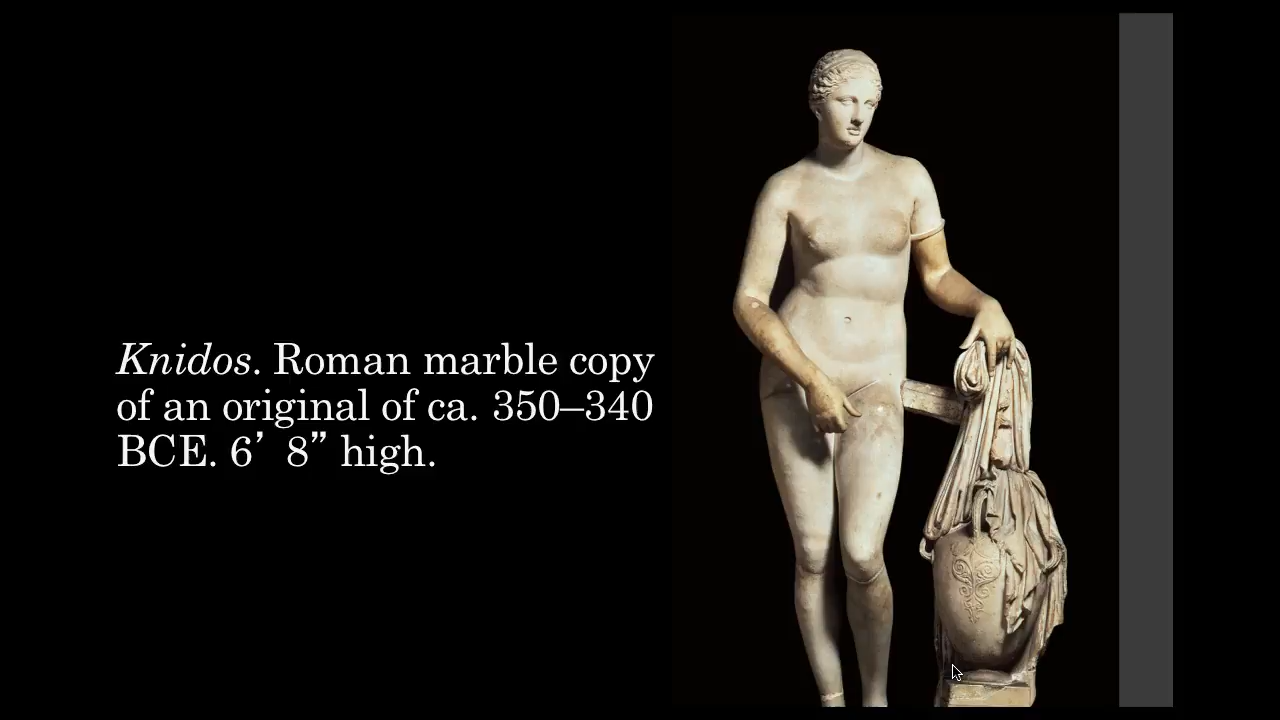 Knidos. Roman marble copy
of an original of ca. 350–340
BCE. 6’ 8” high.